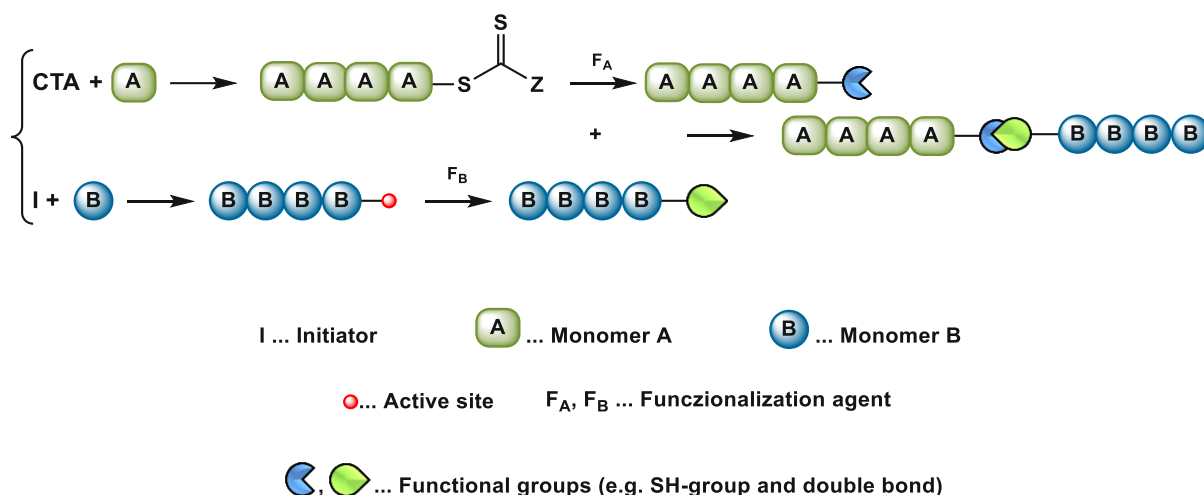 S
CTA + A A A A A S Z F_A A A A A
+ A A A A B B B B
I + B B B B B F_B B B B B
I ... Initiator A ... Monomer A B ... Monomer B
... Active site F_A, F_B ... Funczionalization agent
, ... Functional groups (e.g. SH-group and double bond)